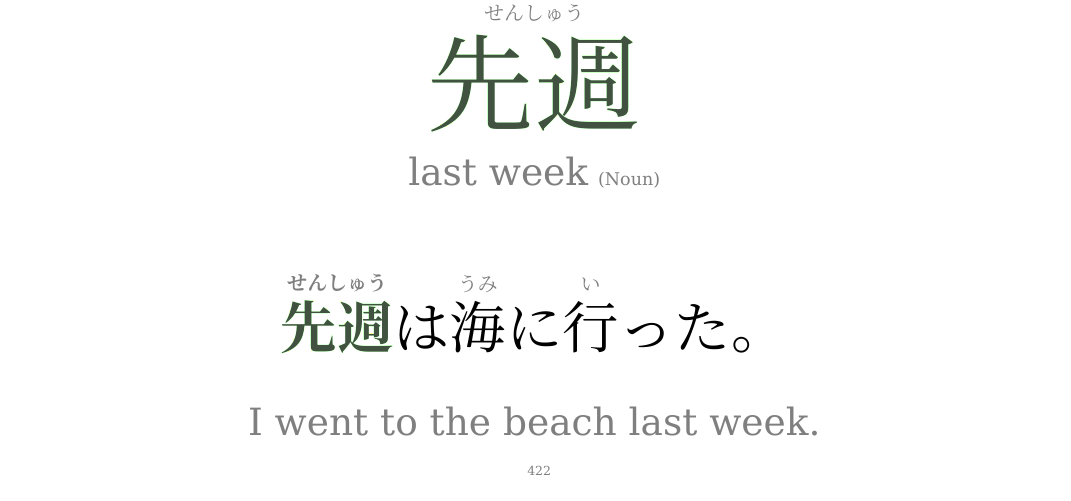 せんしゅう
先週
last week (Noun)
せんしゅう うみ い
先週は海に行った。
I went to the beach last week.
422